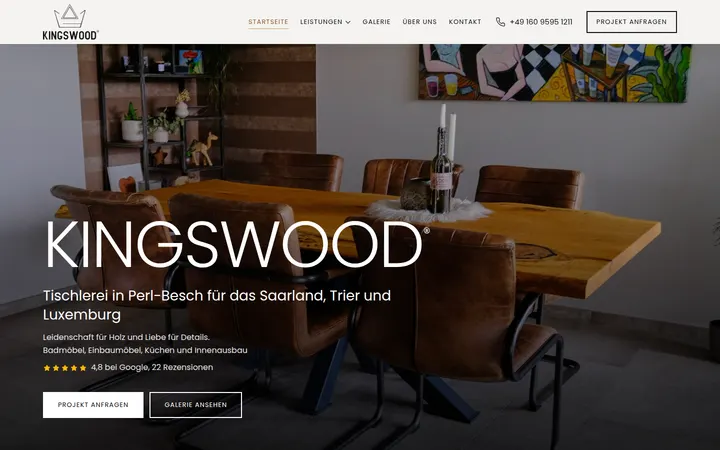 KINGSWOOD®
STARTSEITE
LEISTUNGEN
GALERIE
ÜBER UNS
KONTAKT
+49 160 9595 1211
PROJEKT ANFRAGEN
KINGSWOOD®
Tischlerei in Perl-Besch für das Saarland, Trier und
Luxemburg
Leidenschaft für Holz und Liebe für Details.
Badmöbel, Einbaumöbel, Küchen und Innenausbau
4,8 bei Google, 22 Rezensionen
PROJEKT ANFRAGEN
GALERIE ANSEHEN